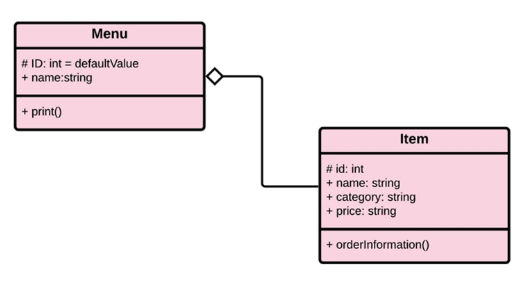 Menu
# ID: int = defaultValue
+ name:string
+ print()
Item
# id: int
+ name: string
+ category: string
+ price: string
+ orderInformation()